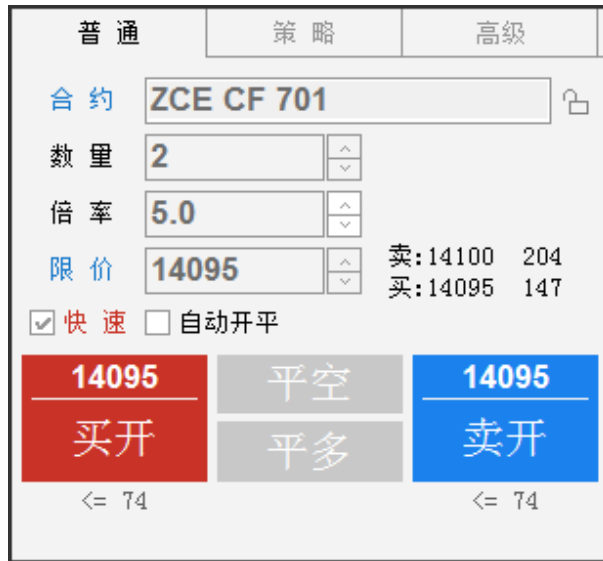 普通 策略 高级
合约 ZCE CF 701
数量 2
倍率 5.0
限价 14095 卖:14100 204
买:14095 147
快速 自动开平
14095 平空 14095
买开 平多 卖开
<= 74 <= 74